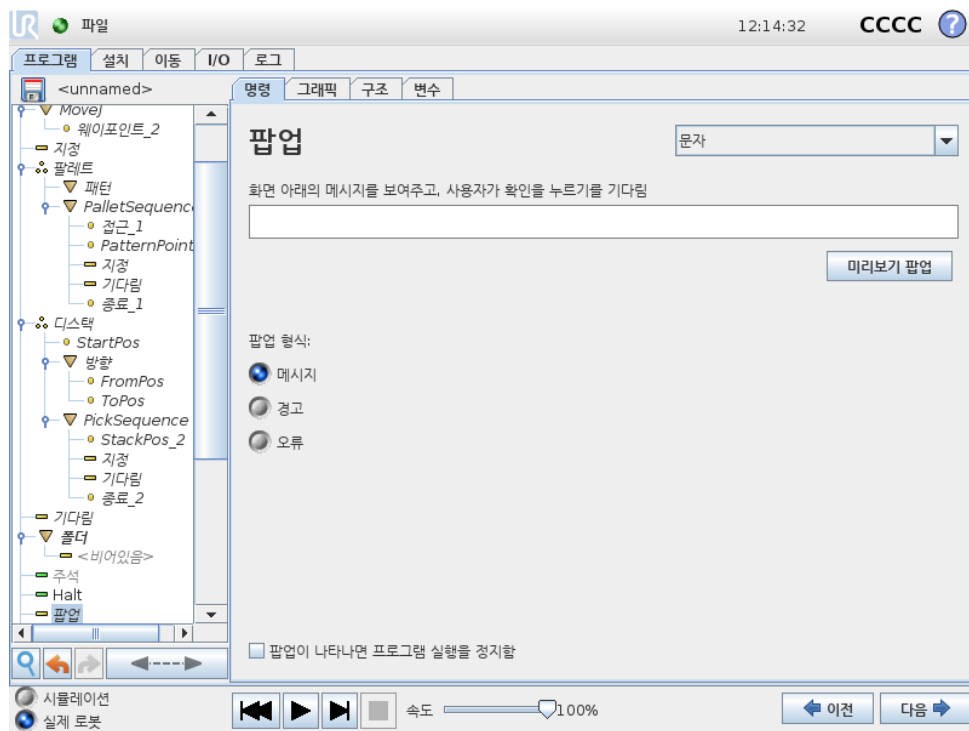 UR 파일 12:14:32 CCCC ?
프로그램 설치 이동 I/O 로그
<unnamed>
명령 그래픽 구조 변수
MoveJ
웨이포인트_2
지정
팔레트
패턴
PalletSequence
접근_1
PatternPoint
지정
기다림
종료_1
디스택
StartPos
방향
FromPos
ToPos
PickSequence
StackPos_2
지정
기다림
종료_2
기다림
폴더
<비어있음>
주석
Halt
팝업
팝업
문자
화면 아래의 메시지를 보여주고, 사용자가 확인을 누르기를 기다림
미리보기 팝업
팝업 형식:
메시지
경고
오류
팝업이 나타나면 프로그램 실행을 정지함
시뮬레이션
실제 로봇
속도 100%
이전 다음